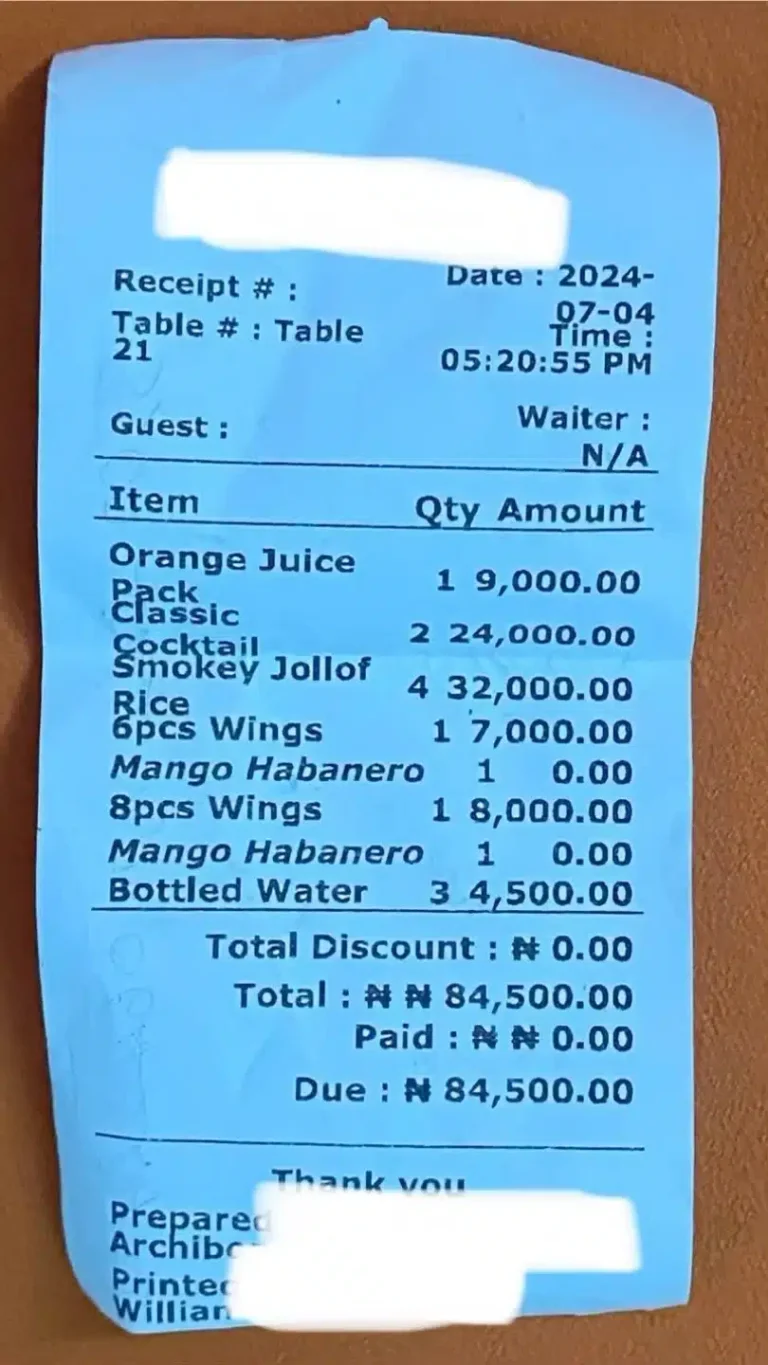 Receipt # :
Date : 2024-07-04
Table # : Table 21
Time : 05:20:55 PM
Guest :
Waiter : N/A
Item Qty Amount
Orange Juice Pack 1 9,000.00
Classic Cocktail 2 24,000.00
Smokey Jollof Rice 4 32,000.00
6pcs Wings 1 7,000.00
Mango Habanero 1 0.00
8pcs Wings 1 8,000.00
Mango Habanero 1 0.00
Bottled Water 3 4,500.00
Total Discount : ₦ 0.00
Total : ₦ ₦ 84,500.00
Paid : ₦ ₦ 0.00
Due : ₦ 84,500.00
Thank you
Prepared
Printed